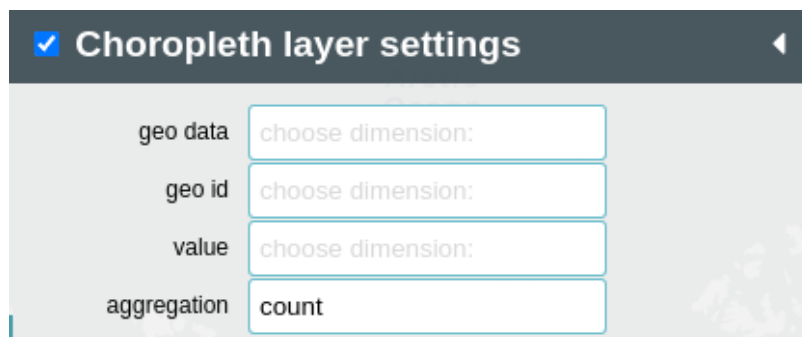 Choropleth layer settings
geo data choose dimension:
geo id choose dimension:
value choose dimension:
aggregation count